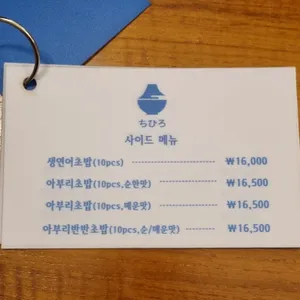 ちひろ
사이드 메뉴
생연어초밥(10pcs) ---------------- ₩16,000
아부리초밥(10pcs,순한맛) ---------------- ₩16,500
아부리초밥(10pcs,매운맛) ---------------- ₩16,500
아부리반반초밥(10pcs,순/매운맛) ---------- ₩16,500